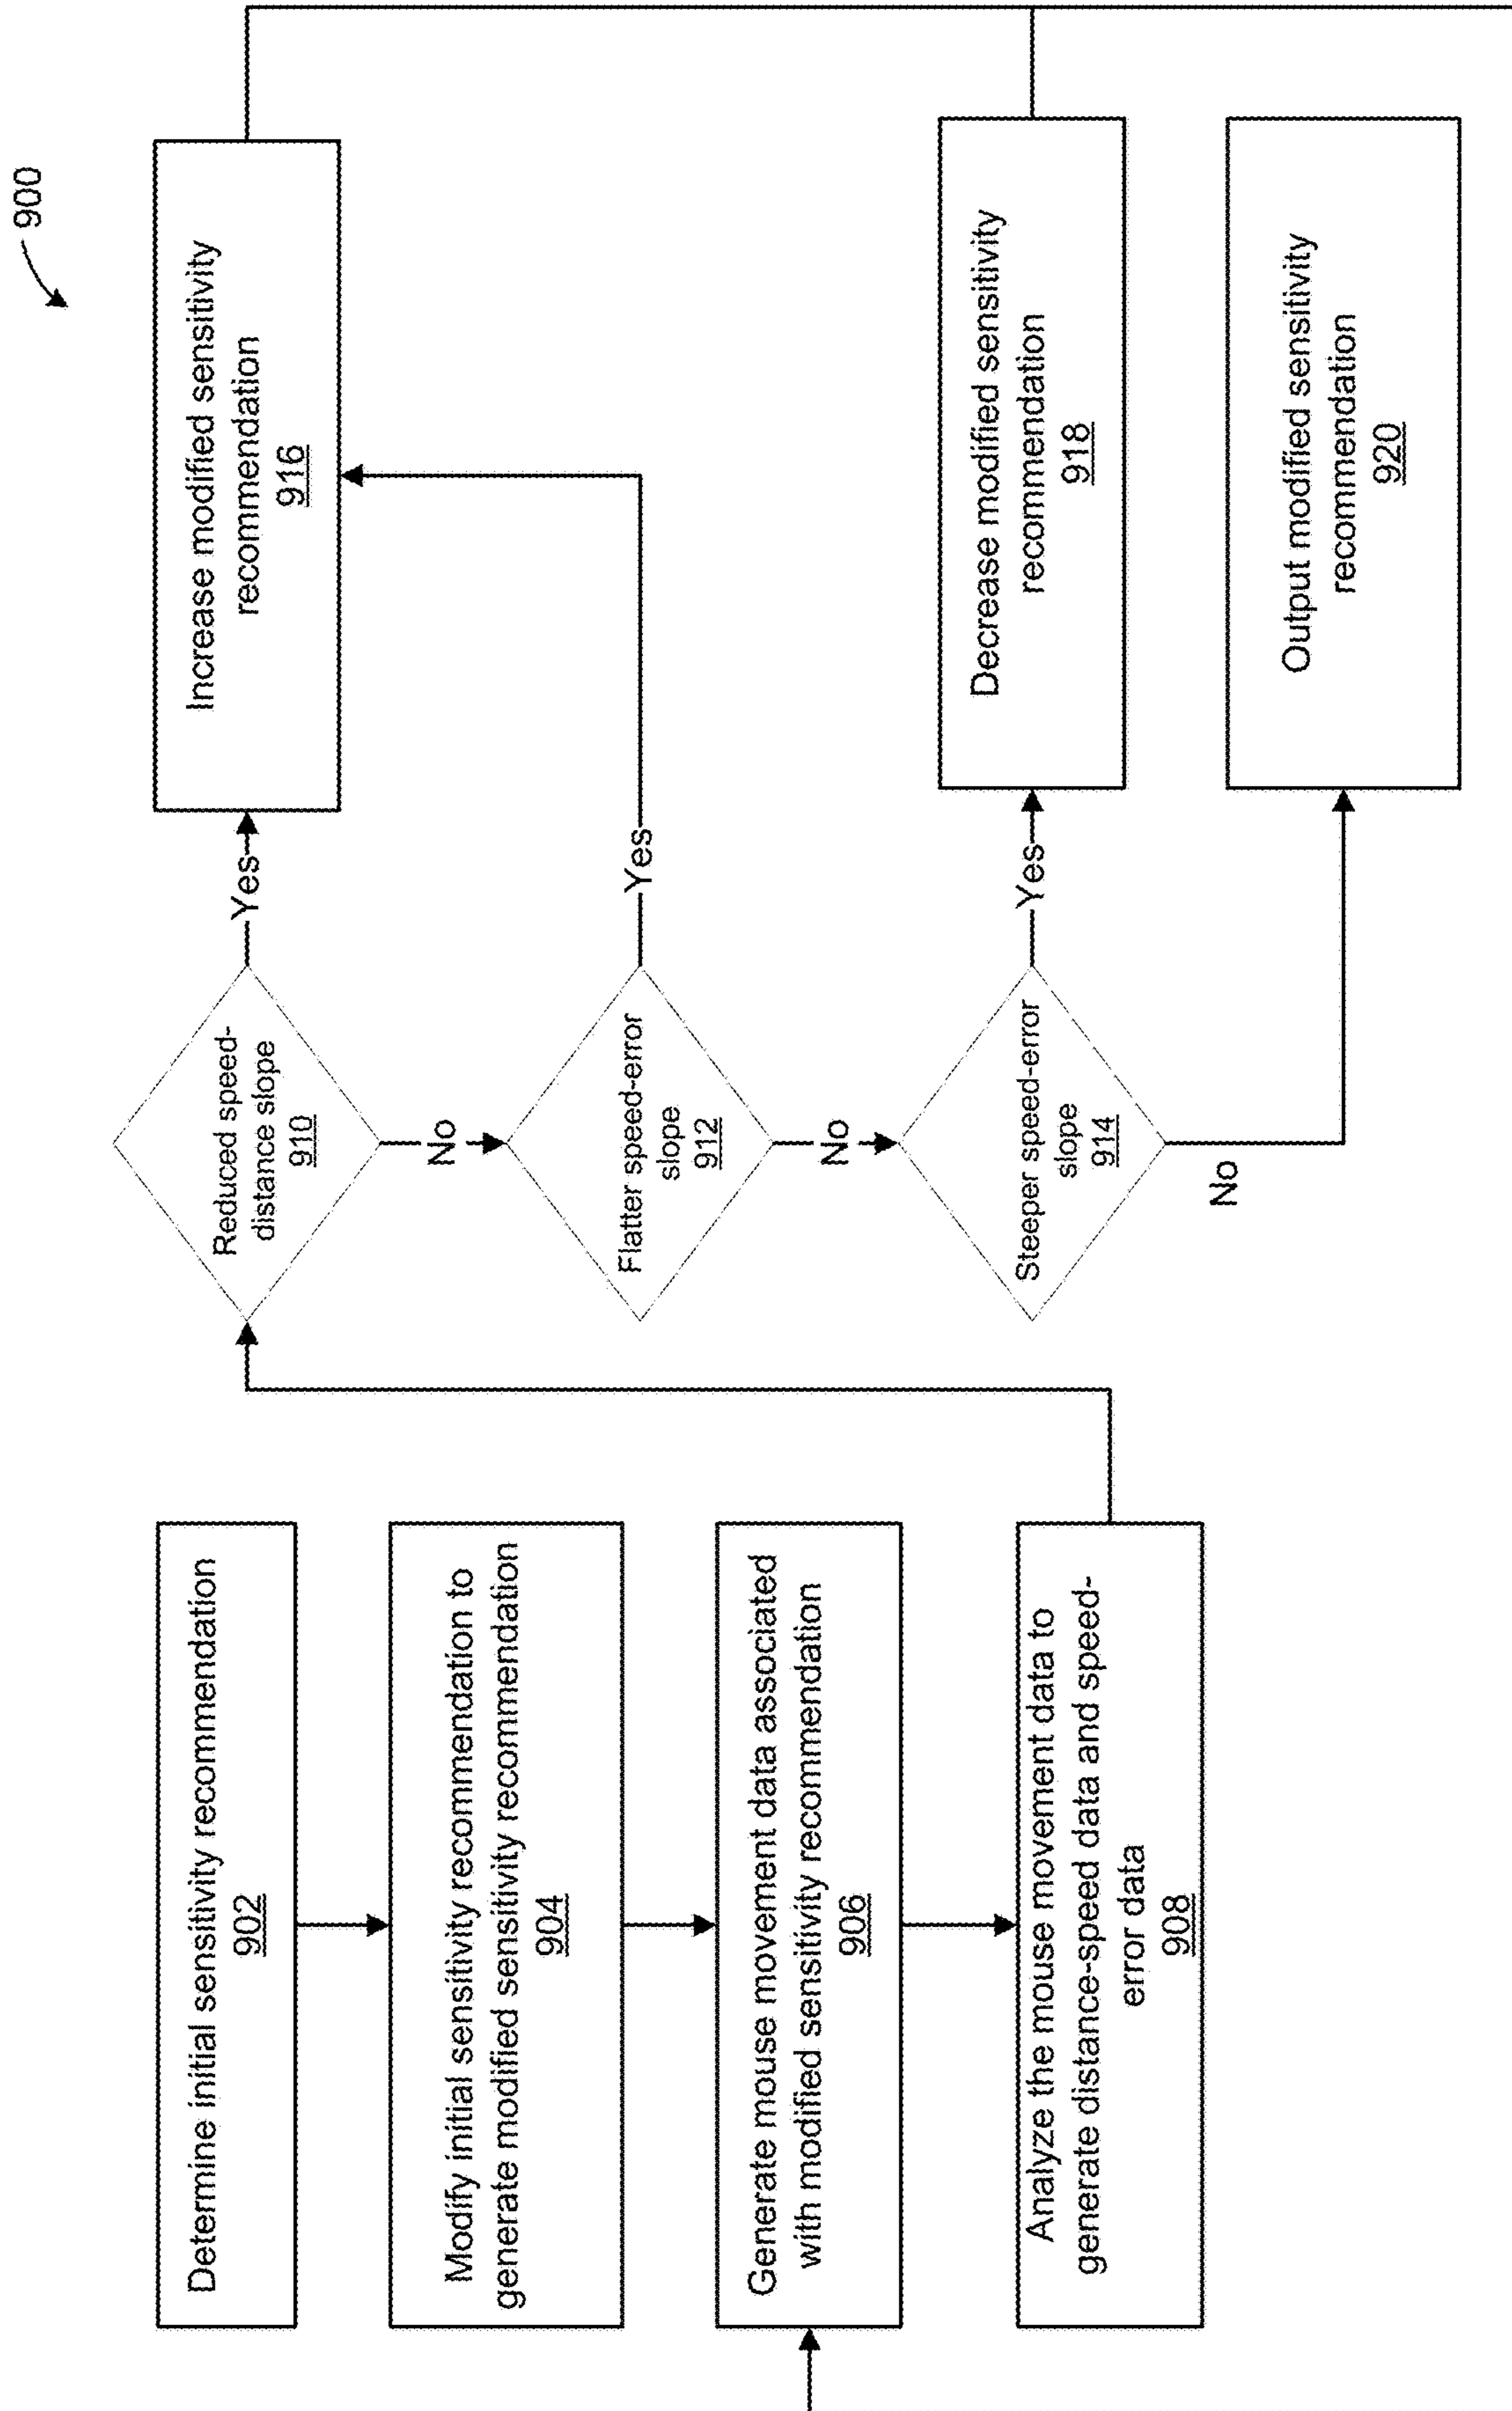 900
Determine initial sensitivity recommendation
902
Modify initial sensitivity recommendation to
generate modified sensitivity recommendation
904
Generate mouse movement data associated
with modified sensitivity recommendation
906
Analyze the mouse movement data to
generate distance-speed data and speed-
error data
908
Reduced speed-
distance slope
910
Yes
No
Flatter speed-error
slope
912
Yes
No
Steeper speed-error
slope
914
Yes
No
Increase modified sensitivity
recommendation
916
Decrease modified sensitivity
recommendation
918
Output modified sensitivity
recommendation
920